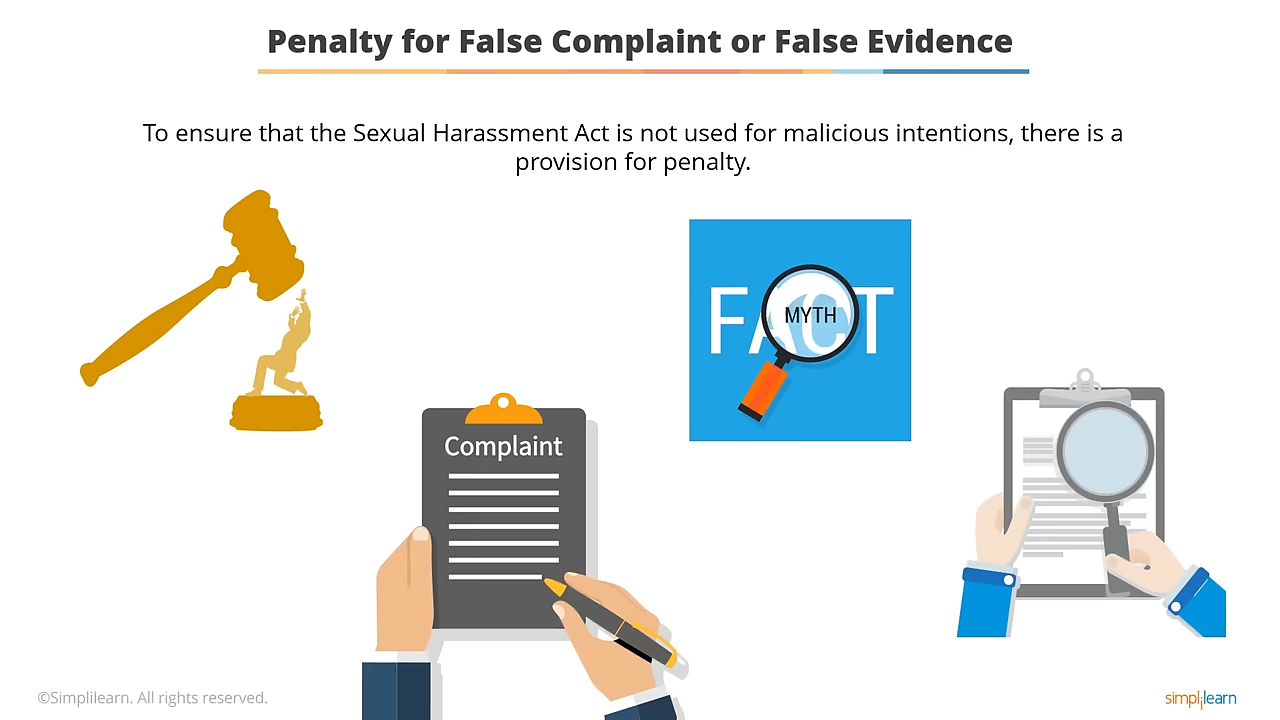 Penalty for False Complaint or False Evidence
To ensure that the Sexual Harassment Act is not used for malicious intentions, there is a
provision for penalty.
FACT
MYTH
Complaint
©Simplilearn. All rights reserved.
simplilearn